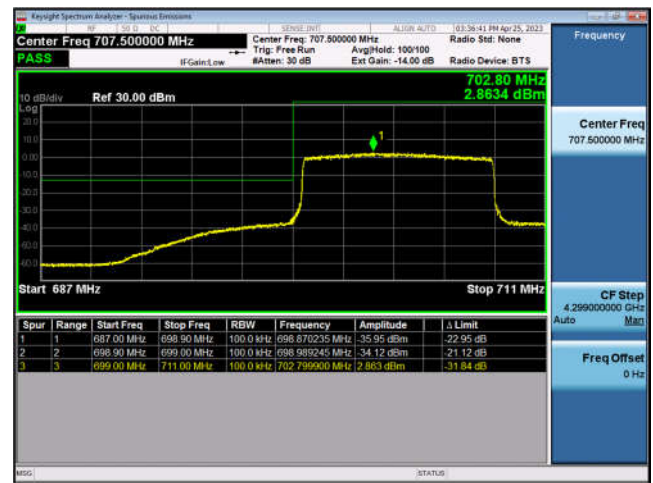 Keysight Spectrum Analyzer - Spurious Emissions
RF 50 Ω DC SENSE:INT ALIGN AUTO 03:36:41 PM Apr 25, 2023
Center Freq 707.500000 MHz
PASS
IFGain:Low
Center Freq: 707.500000 MHz
Trig: Free Run Avg|Hold: 100/100
#Atten: 30 dB Ext Gain: -14.00 dB
Radio Std: None
Radio Device: BTS
702.80 MHz
2.8634 dBm
10 dB/div Ref 30.00 dBm
Log
20.0
10.0
0.00
-10.0
-20.0
-30.0
-40.0
-50.0
-60.0
1
Start 687 MHz Stop 711 MHz
Spur Range Start Freq Stop Freq RBW Frequency Amplitude Δ Limit
1 1 687.00 MHz 698.90 MHz 100.0 kHz 698.870235 MHz -35.95 dBm -22.95 dB
2 2 698.90 MHz 699.00 MHz 100.0 kHz 698.989245 MHz -34.12 dBm -21.12 dB
3 3 699.00 MHz 711.00 MHz 100.0 kHz 702.799900 MHz 2.863 dBm -31.84 dB
MSG STATUS
Frequency
Center Freq
707.500000 MHz
CF Step
4.299000000 GHz
Auto Man
Freq Offset
0 Hz